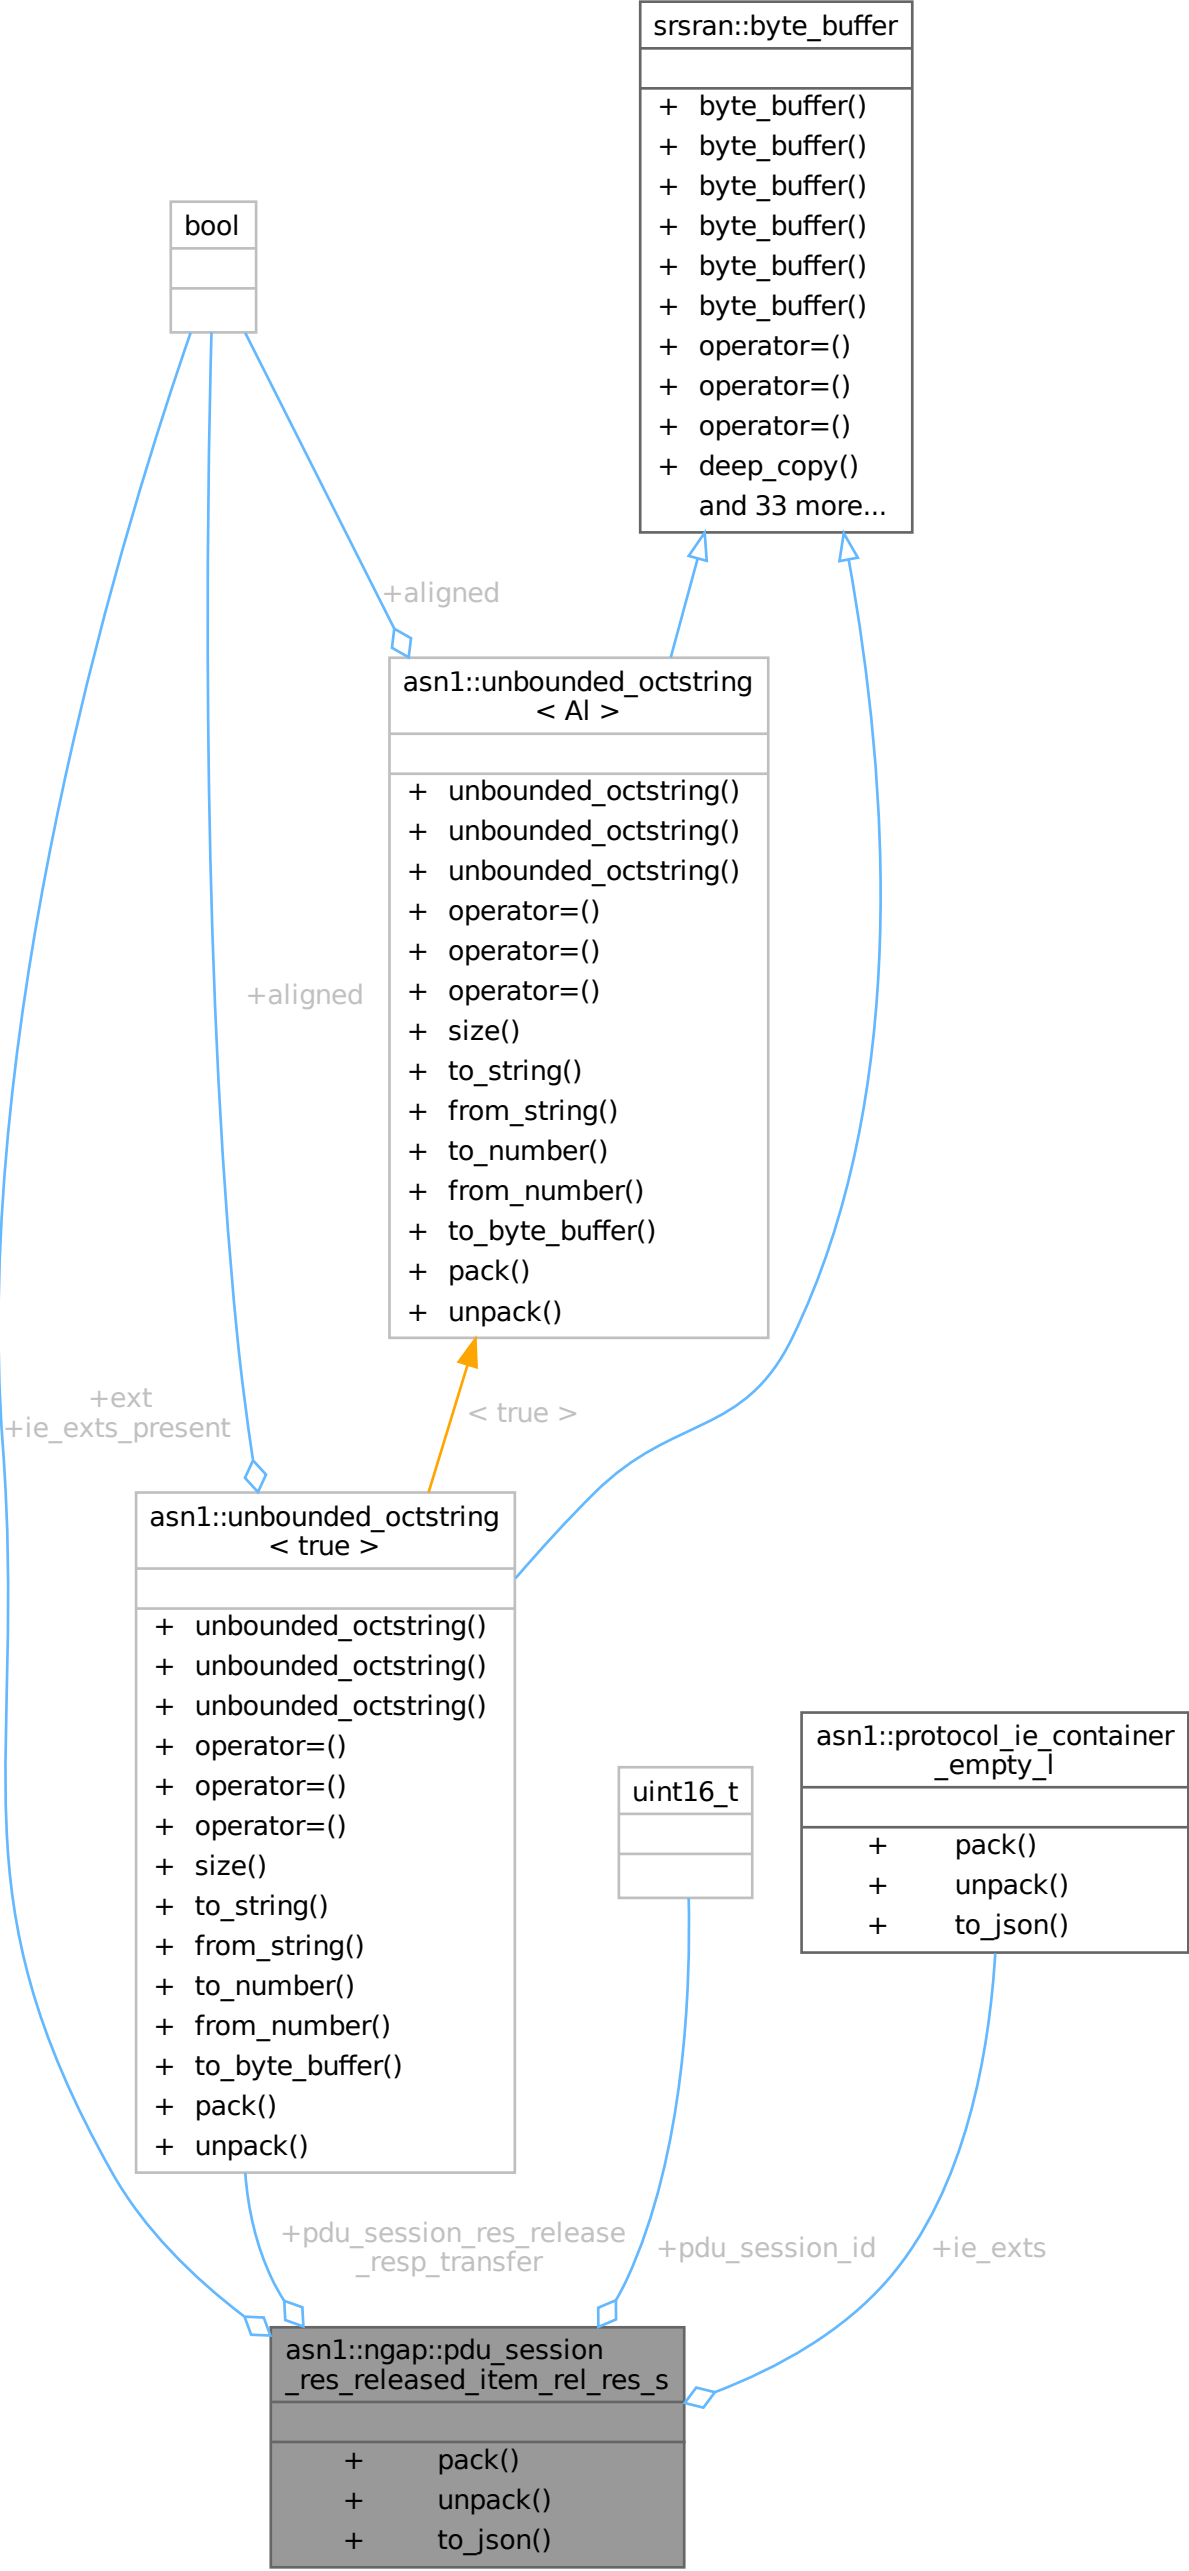 srsran::byte_buffer
+ byte_buffer()
+ byte_buffer()
+ byte_buffer()
+ byte_buffer()
+ byte_buffer()
+ byte_buffer()
+ operator=()
+ operator=()
+ operator=()
+ deep_copy()
and 33 more...
bool
+aligned
asn1::unbounded_octstring
< Al >
+ unbounded_octstring()
+ unbounded_octstring()
+ unbounded_octstring()
+ operator=()
+ operator=()
+ operator=()
+ size()
+ to_string()
+ from_string()
+ to_number()
+ from_number()
+ to_byte_buffer()
+ pack()
+ unpack()
+aligned
+ext
+ie_exts_present
< true >
asn1::unbounded_octstring
< true >
+ unbounded_octstring()
+ unbounded_octstring()
+ unbounded_octstring()
+ operator=()
+ operator=()
+ operator=()
+ size()
+ to_string()
+ from_string()
+ to_number()
+ from_number()
+ to_byte_buffer()
+ pack()
+ unpack()
uint16_t
asn1::protocol_ie_container
_empty_l
+ pack()
+ unpack()
+ to_json()
+pdu_session_res_release
_resp_transfer
+pdu_session_id
+ie_exts
asn1::ngap::pdu_session
_res_released_item_rel_res_s
+ pack()
+ unpack()
+ to_json()